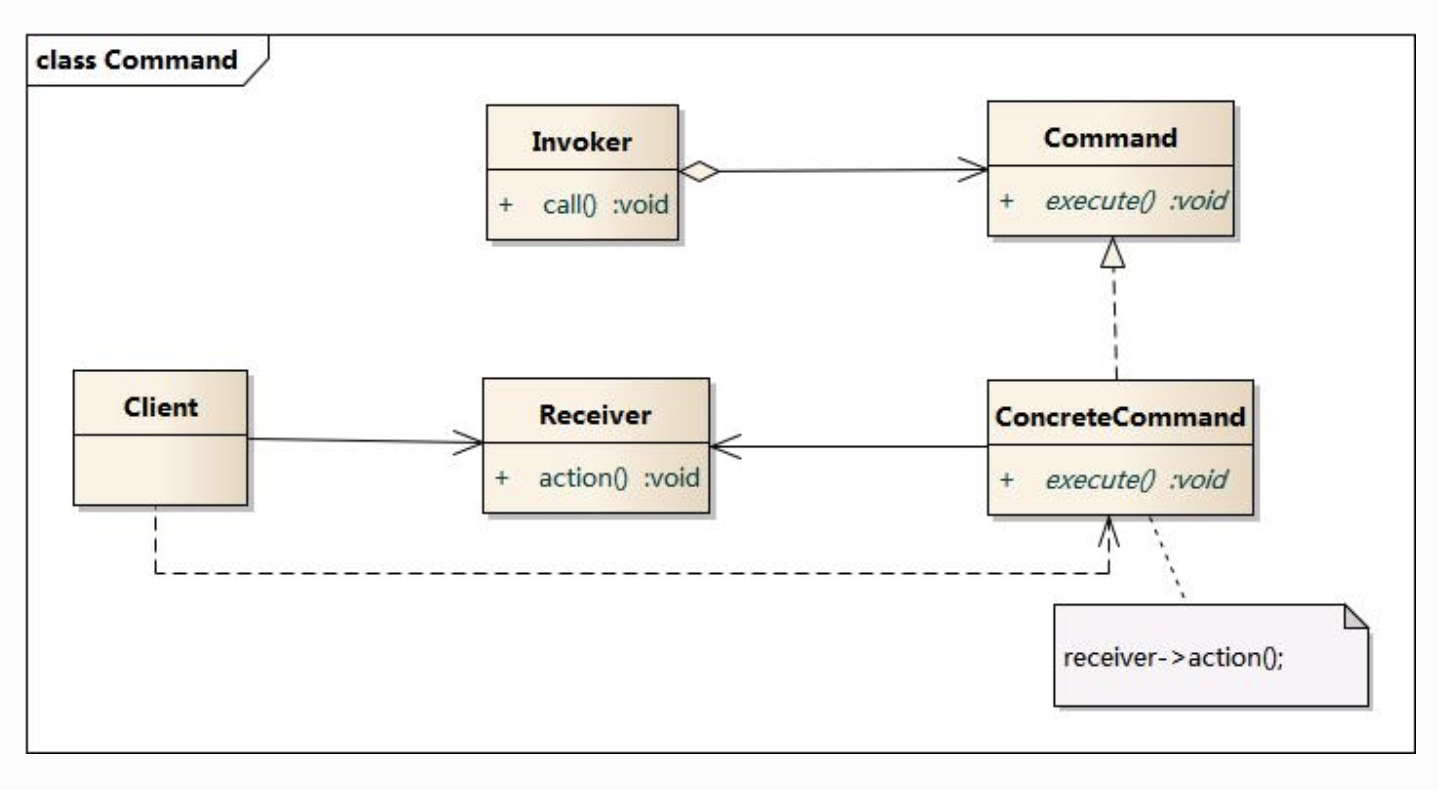 class Command
Invoker
+ call() :void
Command
+ execute() :void
Client
Receiver
+ action() :void
ConcreteCommand
+ execute() :void
receiver->action();